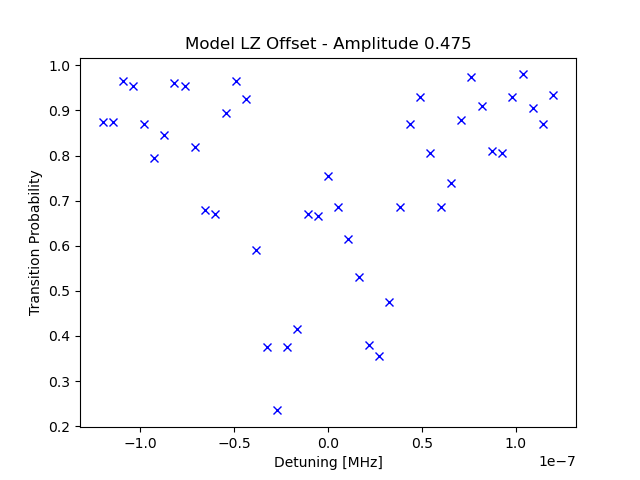 Model LZ Offset - Amplitude 0.475
1.0
0.9
0.8
0.7
0.6
0.5
0.4
0.3
0.2
Transition Probability
−1.0 −0.5 0.0 0.5 1.0
1e−7
Detuning [MHz]